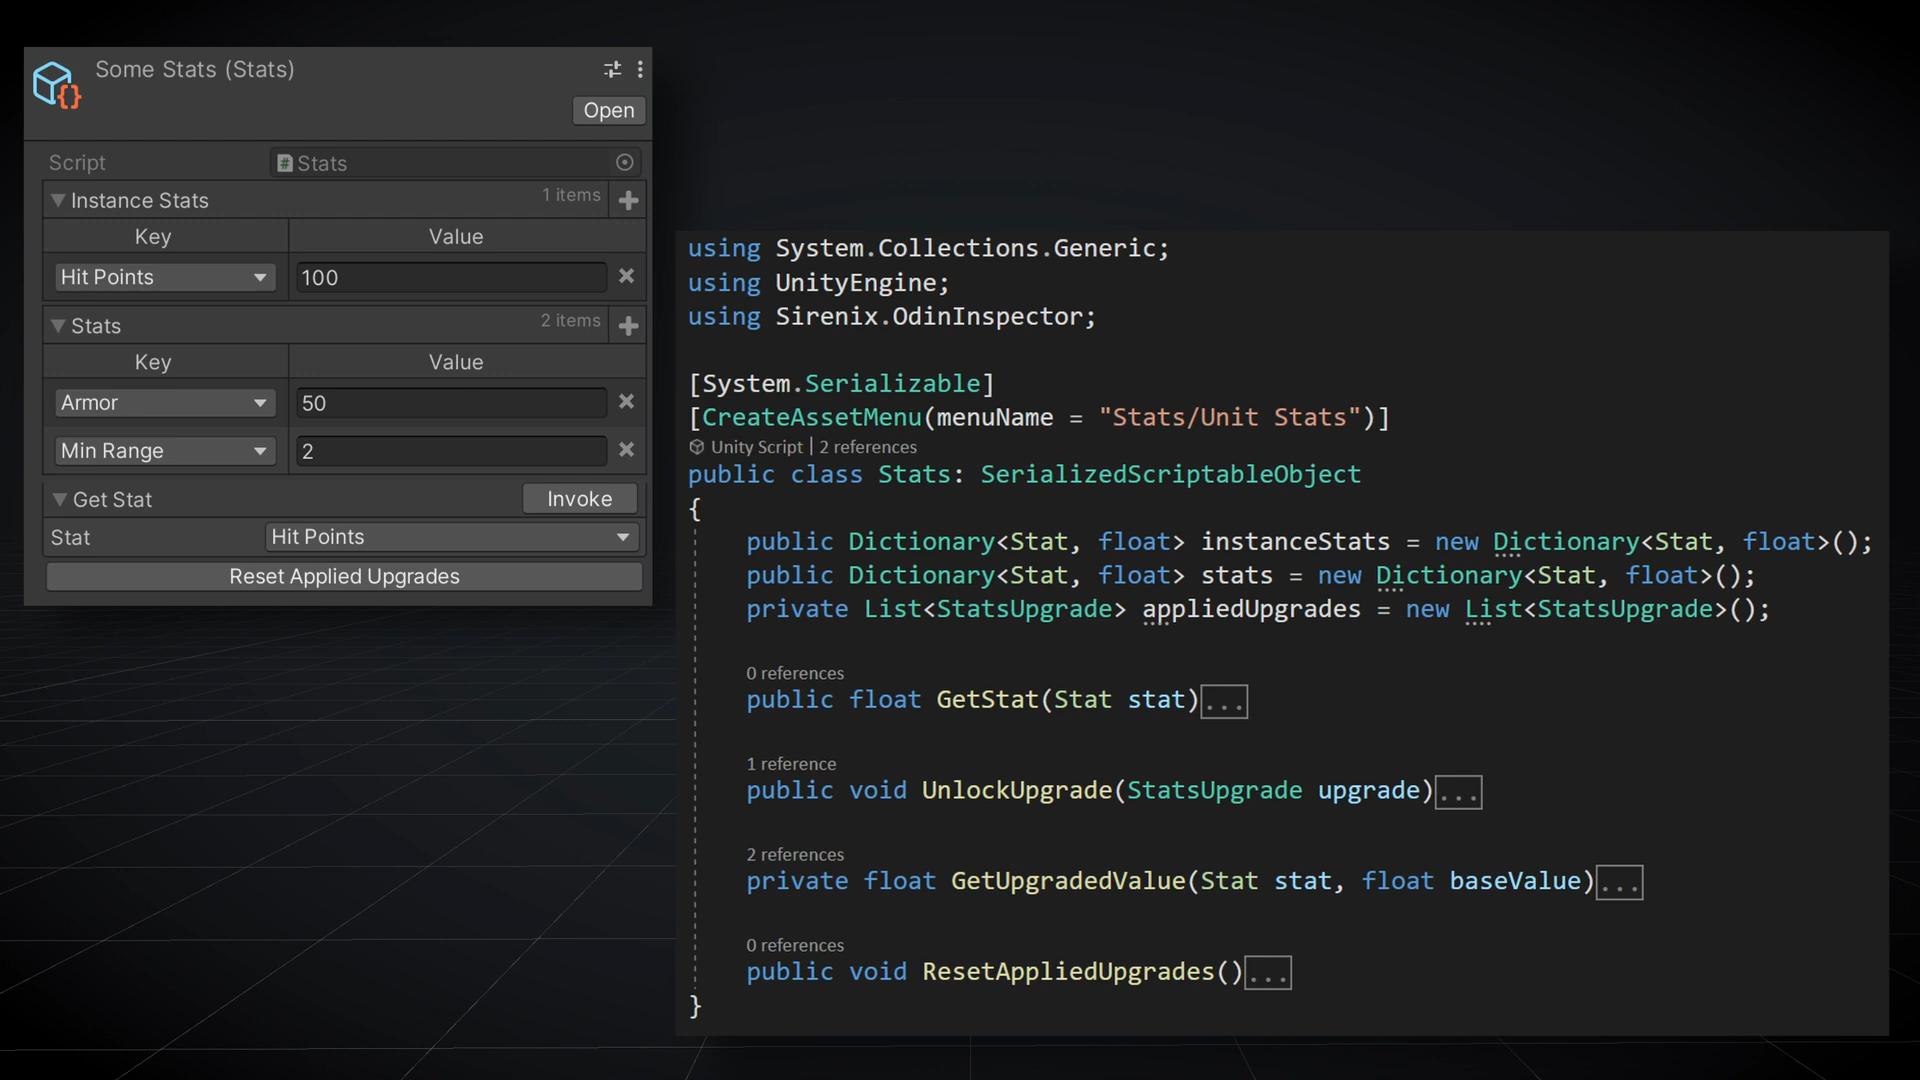 Some Stats (Stats)
Open
Script
# Stats
Instance Stats 1 items
Key Value
Hit Points 100
Stats 2 items
Key Value
Armor 50
Min Range 2
Get Stat Invoke
Stat Hit Points
Reset Applied Upgrades
using System.Collections.Generic;
using UnityEngine;
using Sirenix.OdinInspector;
[System.Serializable]
[CreateAssetMenu(menuName = "Stats/Unit Stats")]
Unity Script | 2 references
public class Stats: SerializedScriptableObject
{
public Dictionary<Stat, float> instanceStats = new Dictionary<Stat, float>();
public Dictionary<Stat, float> stats = new Dictionary<Stat, float>();
private List<StatsUpgrade> appliedUpgrades = new List<StatsUpgrade>();
0 references
public float GetStat(Stat stat)...
1 reference
public void UnlockUpgrade(StatsUpgrade upgrade)...
2 references
private float GetUpgradedValue(Stat stat, float baseValue)...
0 references
public void ResetAppliedUpgrades()...
}